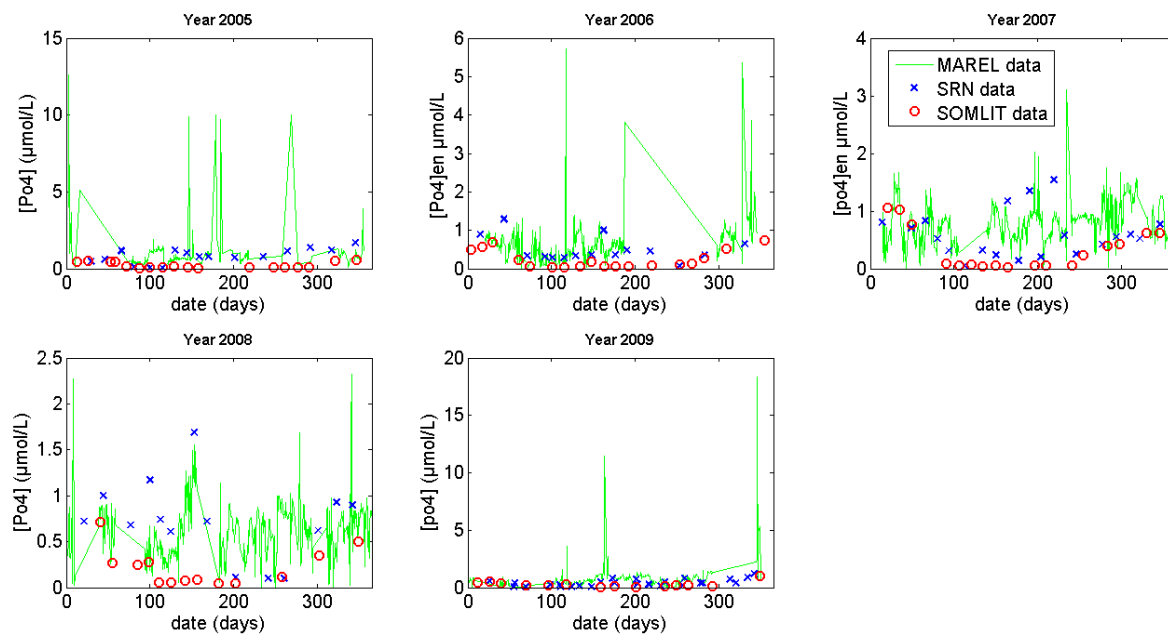 Year 2005
15
10
5
0
[Po4] (µmol/L)
0 100 200 300
date (days)
Year 2006
6
5
4
3
2
1
0
[Po4]en µmol/L
0 100 200 300
date (days)
Year 2007
4
3
2
1
0
[po4]en µmol/L
MAREL data
SRN data
SOMLIT data
0 100 200 300
date (days)
Year 2008
2.5
2
1.5
1
0.5
0
[Po4] (µmol/L)
0 100 200 300
date (days)
Year 2009
20
15
10
5
0
[po4] (µmol/L)
0 100 200 300
date (days)